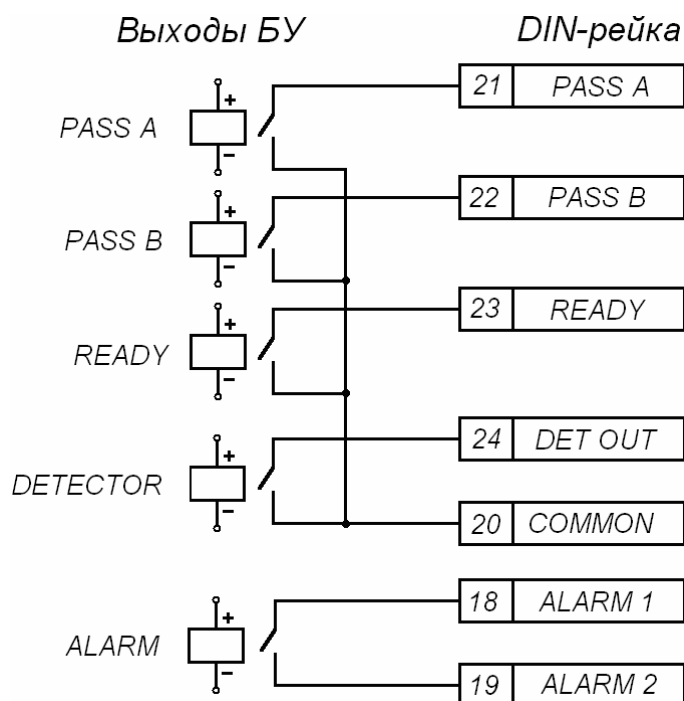 Выходы БУ DIN-рейка
21 PASS A
+
PASS A
−
22 PASS B
+
PASS B
−
23 READY
+
READY
−
24 DET OUT
+
DETECTOR
−
20 COMMON
18 ALARM 1
+
ALARM
−
19 ALARM 2